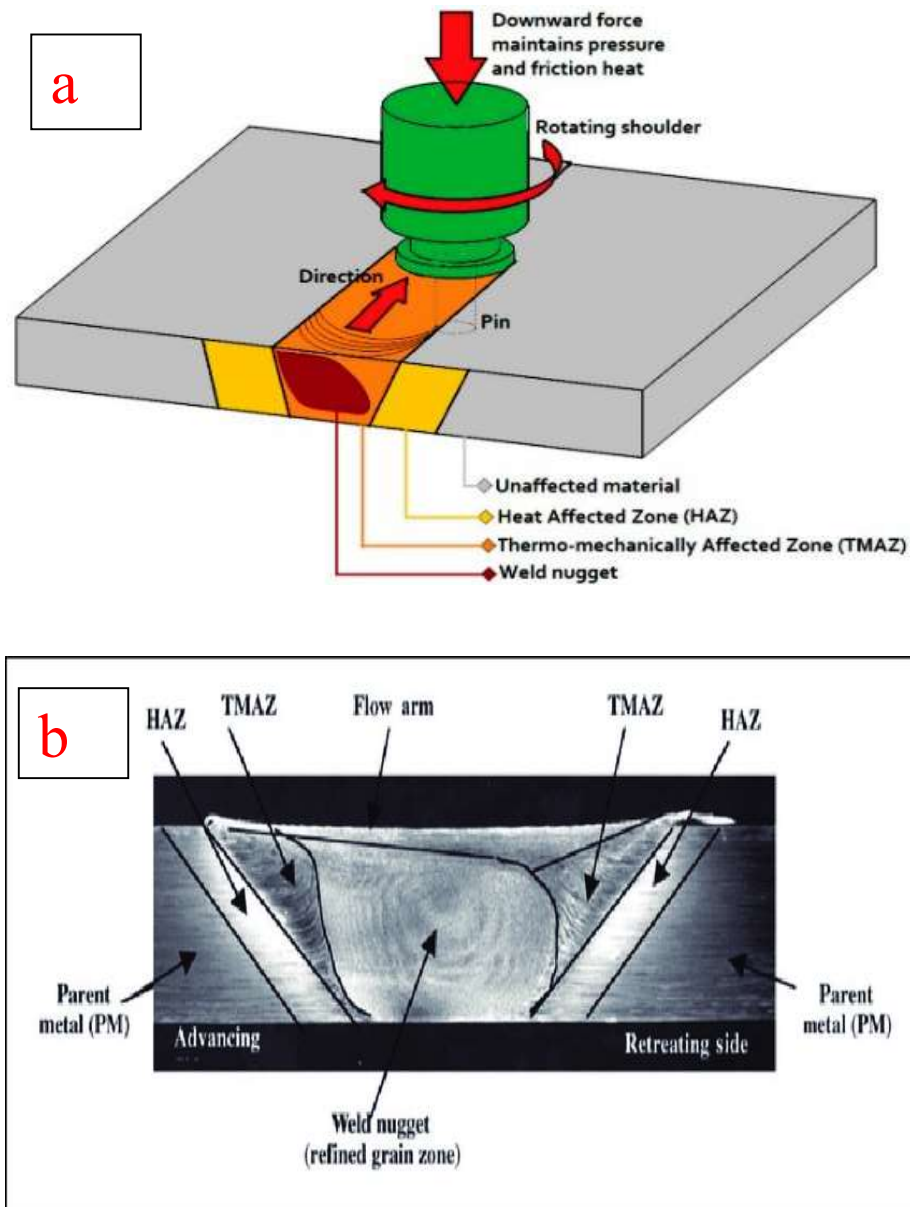 a
Downward force
maintains pressure
and friction heat
Rotating shoulder
Direction
Pin
Unaffected material
Heat Affected Zone (HAZ)
Thermo-mechanically Affected Zone (TMAZ)
Weld nugget
b
HAZ
TMAZ
Flow arm
TMAZ
HAZ
Parent
metal (PM)
Advancing
Retreating side
Parent
metal (PM)
Weld nugget
(refined grain zone)